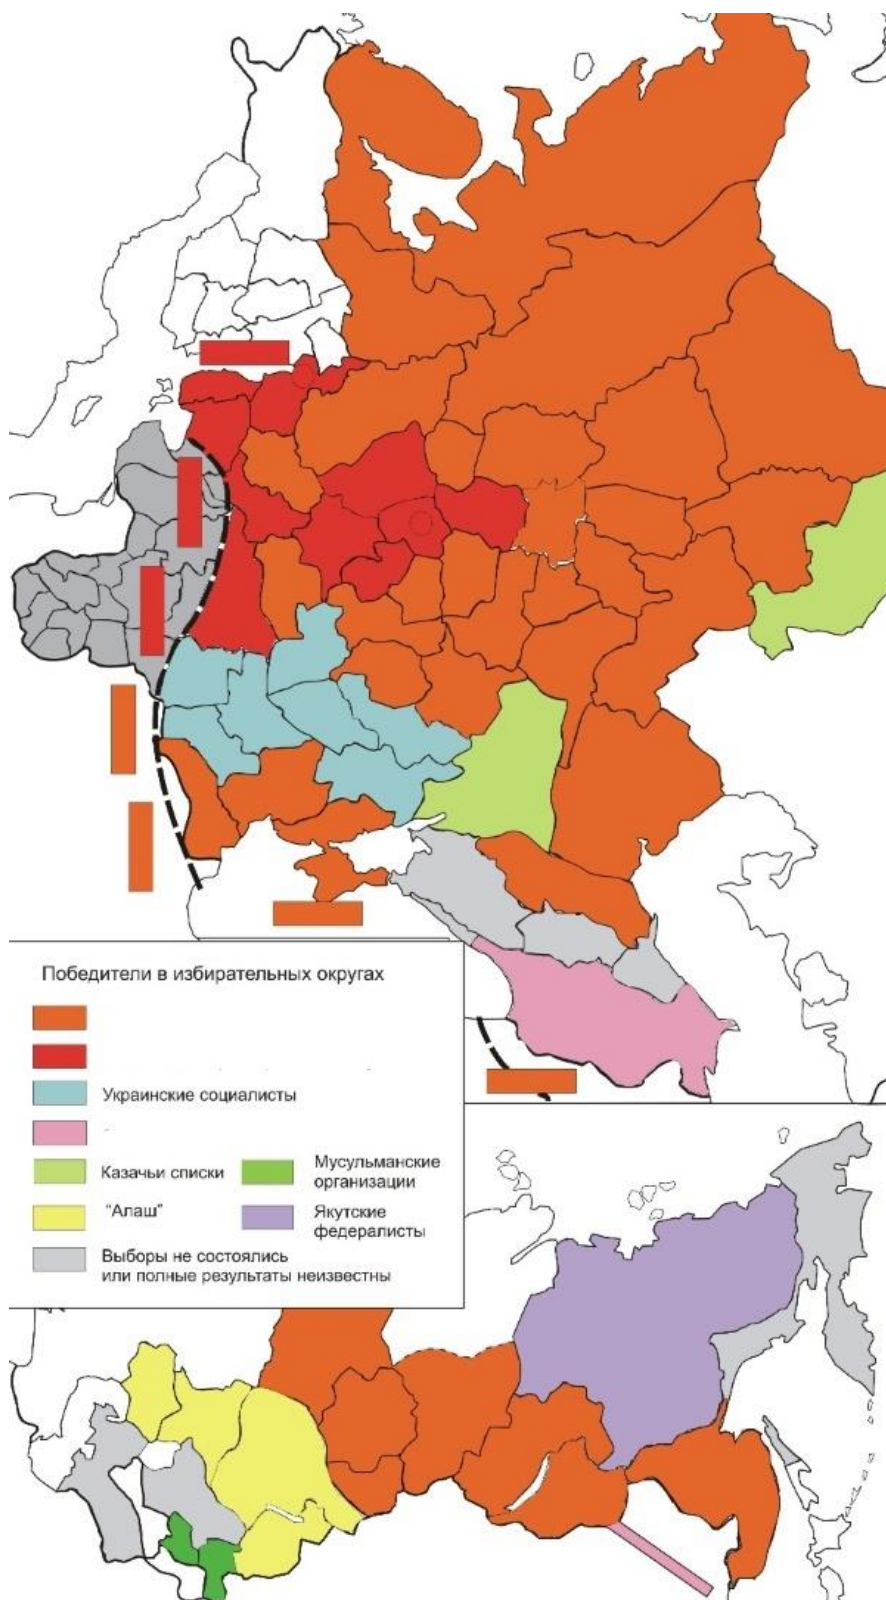 Победители в избирательных округах
Украинские социалисты
Казачьи списки
Мусульманские
организации
"Алаш"
Якутские
федералисты
Выборы не состоялись
или полные результаты неизвестны